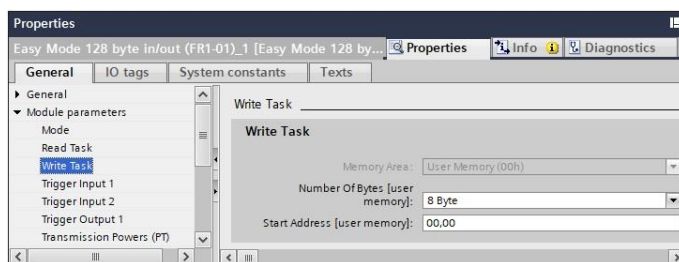 Properties
Easy Mode 128 byte in/out (FR1-01)_1 [Easy Mode 128 by... Properties Info Diagnostics
General IO tags System constants Texts
General
Module parameters
Mode
Read Task
Write Task
Trigger Input 1
Trigger Input 2
Trigger Output 1
Transmission Powers (PT)
Write Task
Write Task
Memory Area: User Memory (00h)
Number Of Bytes [user
memory]: 8 Byte
Start Address [user memory]: 00,00